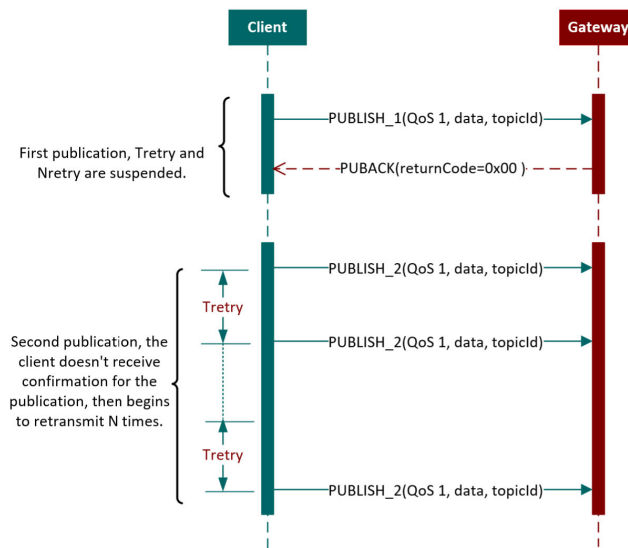 Client
Gateway
PUBLISH_1(QoS 1, data, topicId)
First publication, Tretry and
Nretry are suspended.
PUBACK(returnCode=0x00 )
PUBLISH_2(QoS 1, data, topicId)
Tretry
PUBLISH_2(QoS 1, data, topicId)
Second publication, the
client doesn't receive
confirmation for the
publication, then begins
to retransmit N times.
Tretry
PUBLISH_2(QoS 1, data, topicId)